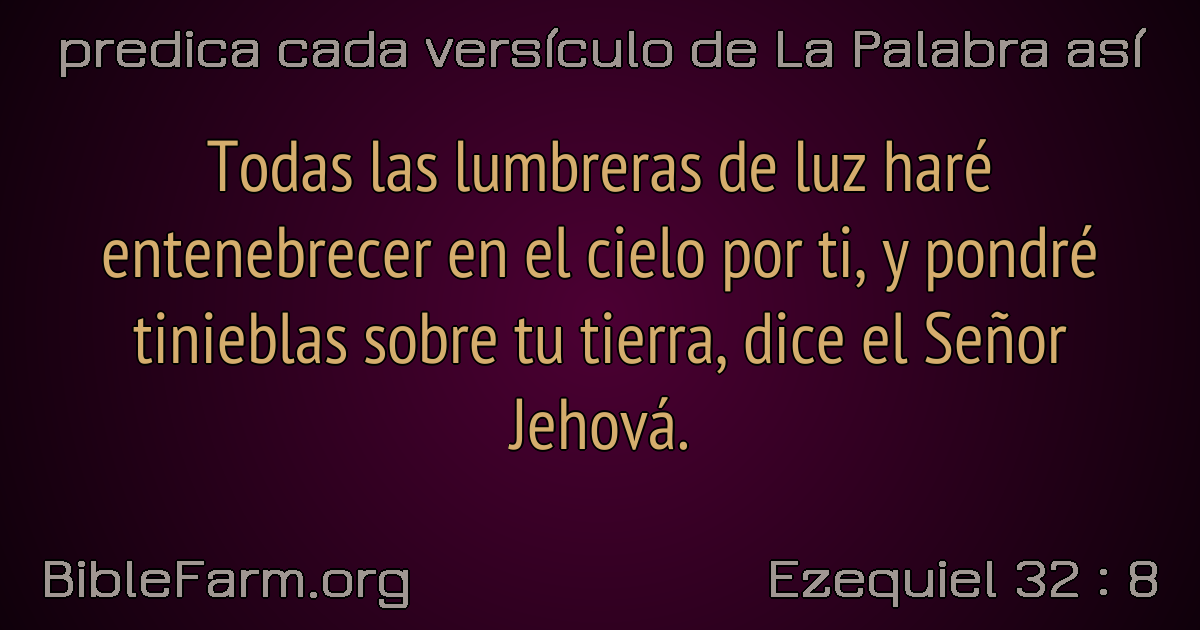 predica cada versículo de La Palabra así
Todas las lumbreras de luz haré
entenebrecer en el cielo por ti, y pondré
tinieblas sobre tu tierra, dice el Señor
Jehová.
BibleFarm.org
Ezequiel 32 : 8